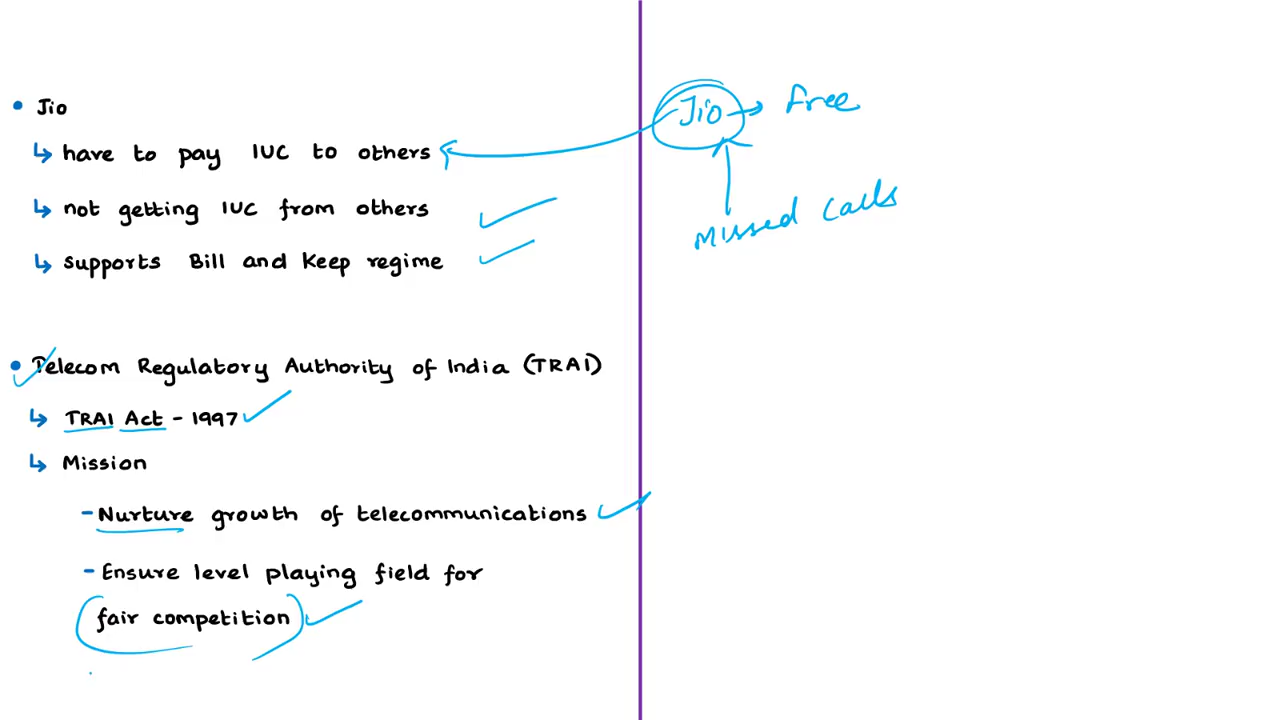 Jio
have to pay IUC to others
not getting IUC from others
supports Bill and Keep regime
Telecom Regulatory Authority of India (TRAI)
TRAI Act - 1997
Mission
- Nurture growth of telecommunications
- Ensure level playing field for
fair competition
Jio → Free
Missed Calls